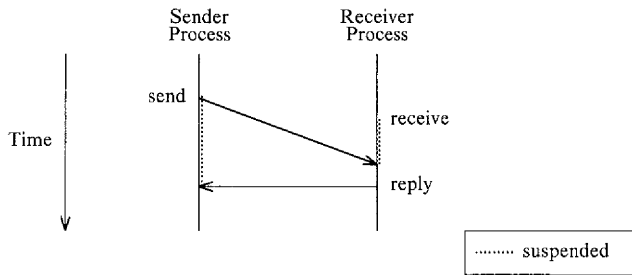 Sender
Process
Receiver
Process
send
receive
Time
reply
suspended